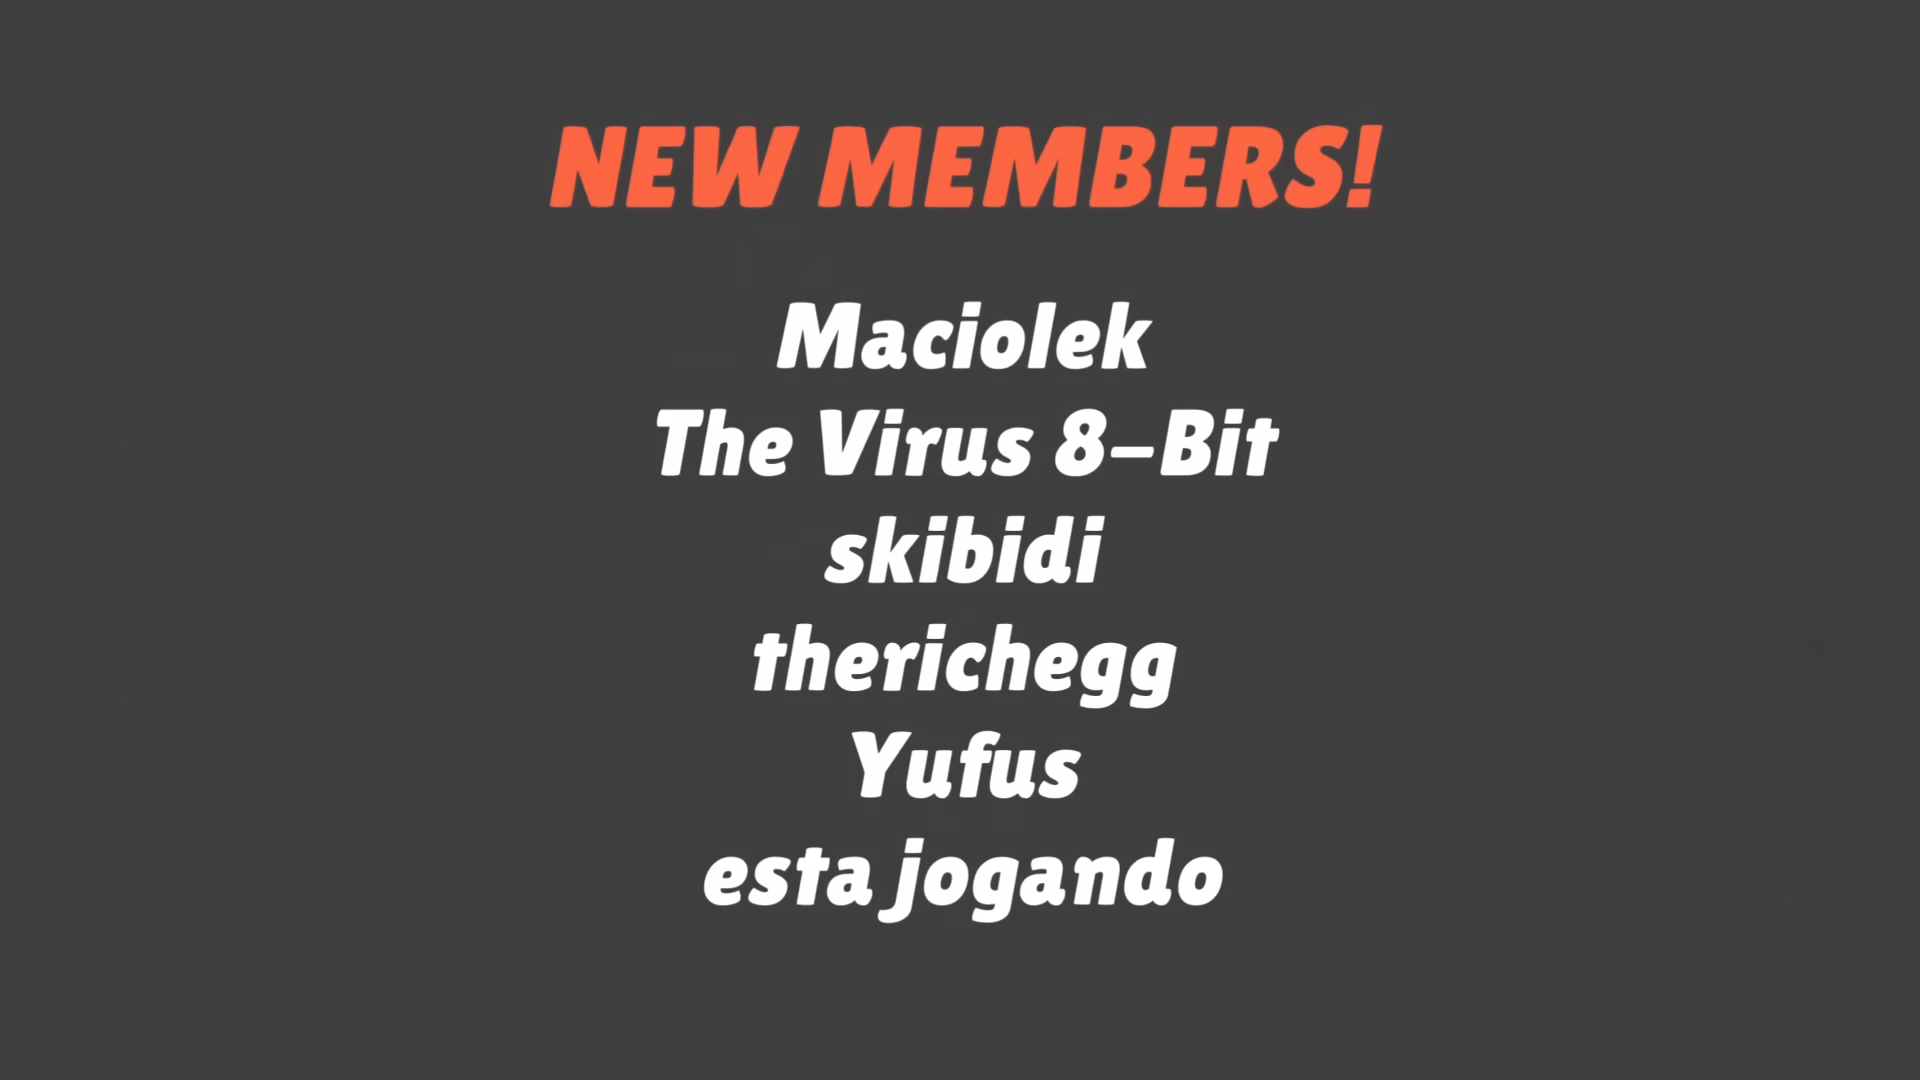 NEW MEMBERS!
Maciolek
The Virus 8-Bit
skibidi
therichegg
Yufus
esta jogando